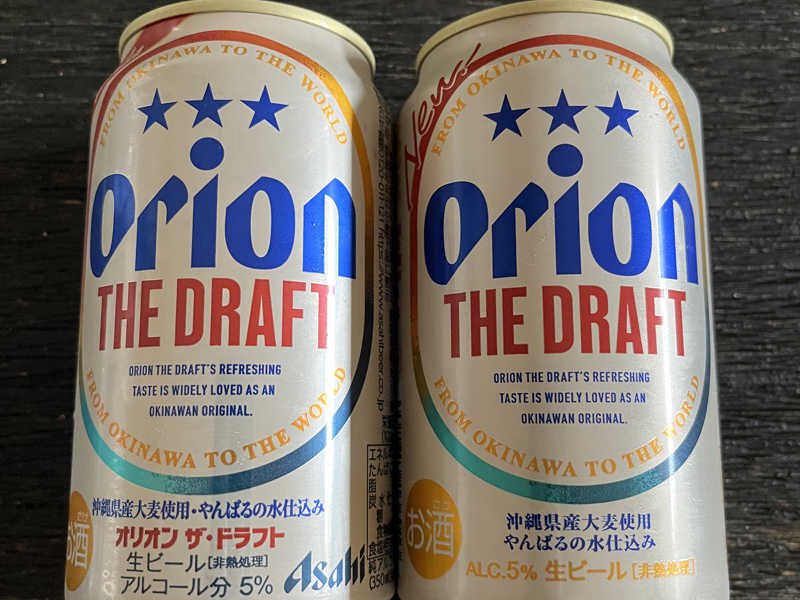 FROM OKINAWA TO THE WORLD
orion
THE DRAFT
ORION THE DRAFT'S REFRESHING
TASTE IS WIDELY LOVED AS AN
OKINAWAN ORIGINAL.
FROM OKINAWA TO THE WORLD
沖縄県産大麦使用・やんばるの水仕込み
オリオン ザ・ドラフト
生ビール[非熱処理]
アルコール分 5%
お酒
Asahi
https://www.asahibeer.co.jp
New
FROM OKINAWA TO THE WORLD
orion
THE DRAFT
ORION THE DRAFT'S REFRESHING
TASTE IS WIDELY LOVED AS AN
OKINAWAN ORIGINAL.
FROM OKINAWA TO THE WORLD
お酒
沖縄県産大麦使用
やんばるの水仕込み
ALC.5% 生ビール[非熱処理]